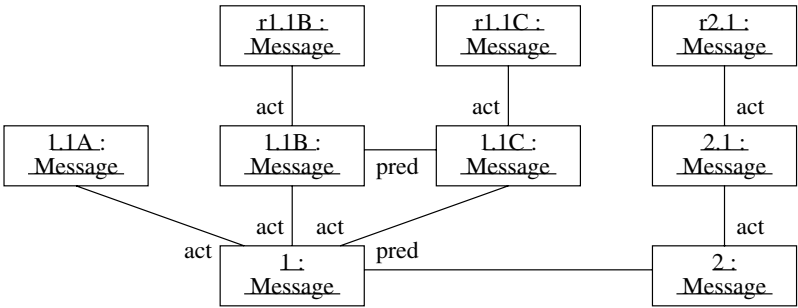 r1.1B :
Message
r1.1C :
Message
r2.1 :
Message
act
act
act
1.1A :
Message
1.1B :
Message
pred
1.1C :
Message
2.1 :
Message
act
act
act
act
1 :
Message
pred
2 :
Message